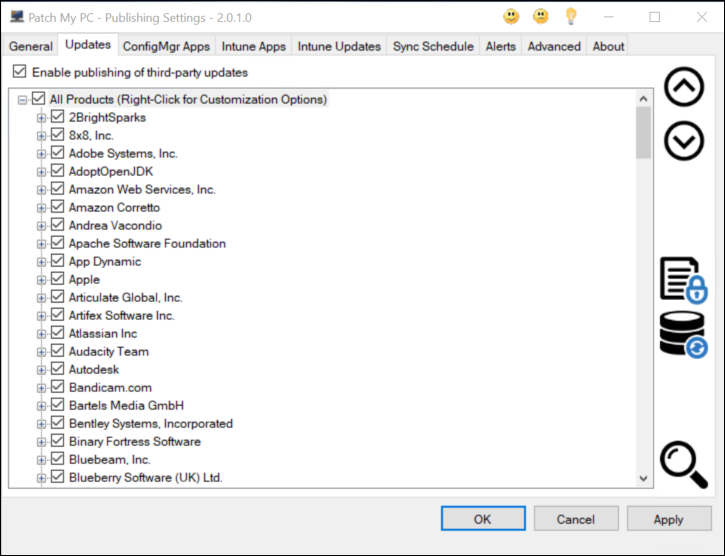 Patch My PC - Publishing Settings - 2.0.1.0
General Updates ConfigMgr Apps Intune Apps Intune Updates Sync Schedule Alerts Advanced About
Enable publishing of third-party updates
All Products (Right-Click for Customization Options)
2BrightSparks
8x8, Inc.
Adobe Systems, Inc.
AdoptOpenJDK
Amazon Web Services, Inc.
Amazon Corretto
Andrea Vacondio
Apache Software Foundation
App Dynamic
Apple
Articulate Global, Inc.
Artifex Software Inc.
Atlassian Inc
Audacity Team
Autodesk
Bandicam.com
Bartels Media GmbH
Bentley Systems, Incorporated
Binary Fortress Software
Bluebeam, Inc.
Blueberry Software (UK) Ltd.
OK Cancel Apply